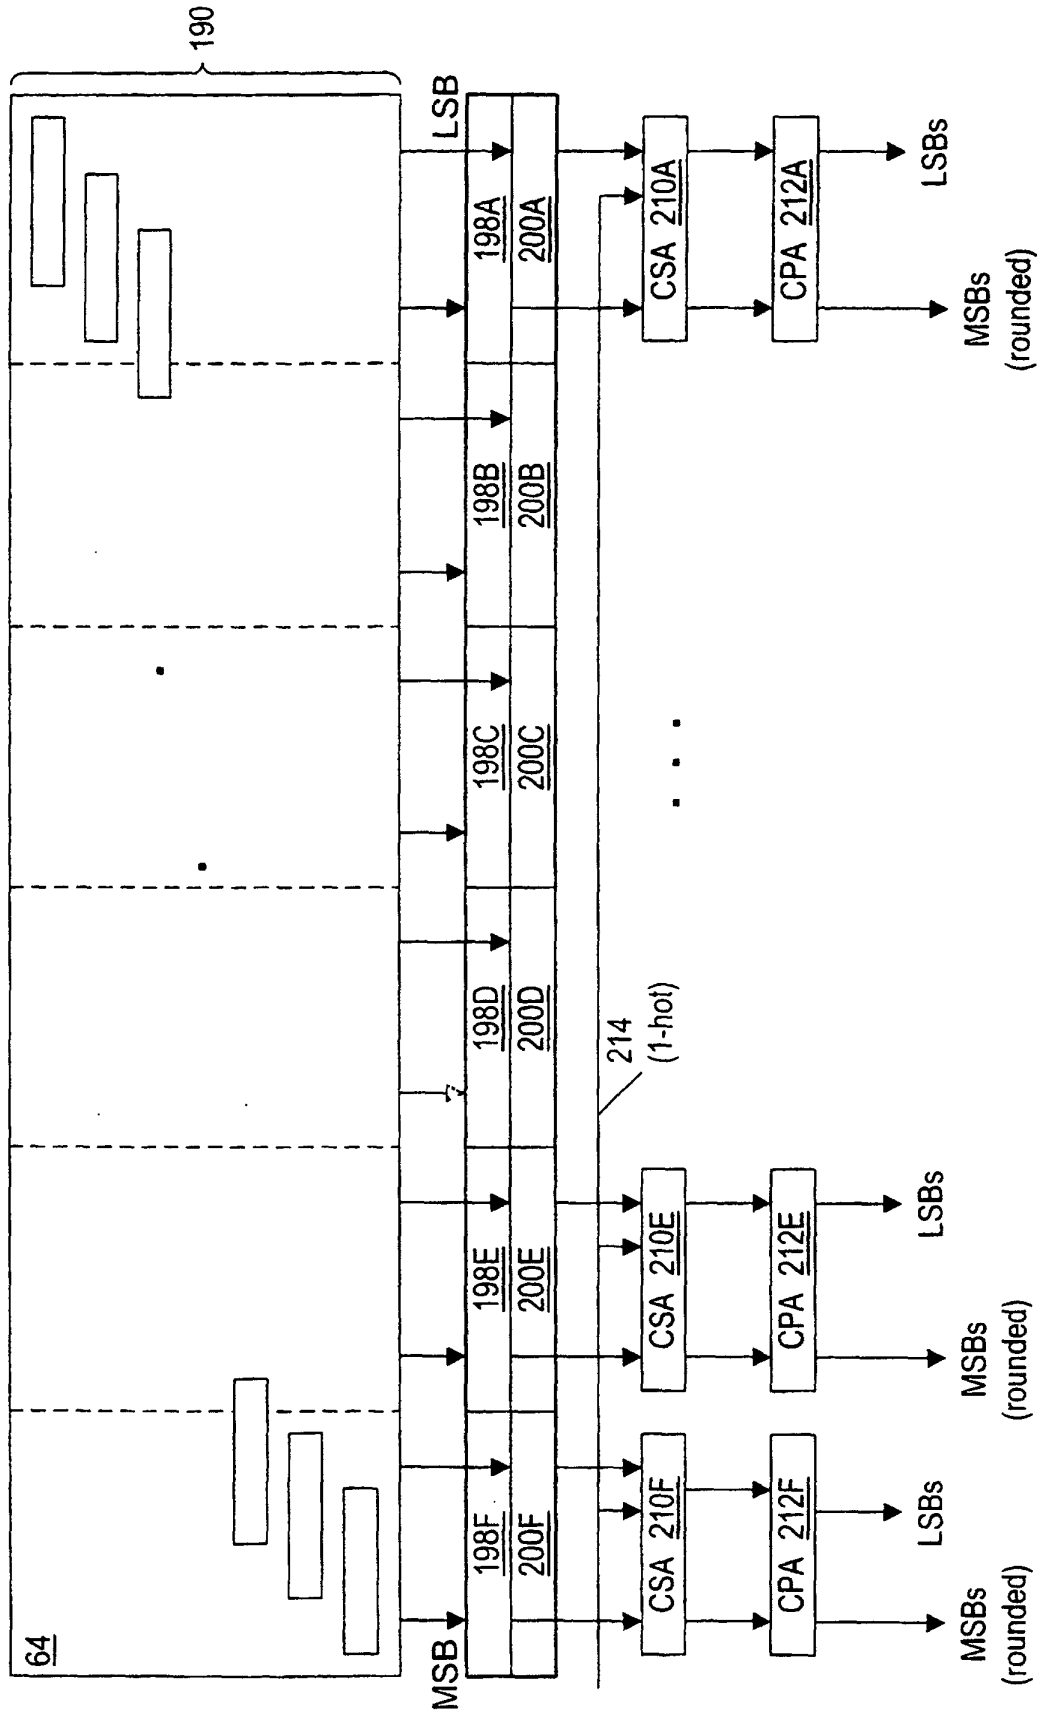 64
190
MSB
LSB
198F
198E
198D
198C
198B
198A
200F
200E
200D
200C
200B
200A
214
(1-hot)
CSA 210F
CSA 210E
CSA 210A
CPA 212F
CPA 212E
CPA 212A
MSBs
(rounded)
LSBs
MSBs
(rounded)
LSBs
MSBs
(rounded)
LSBs